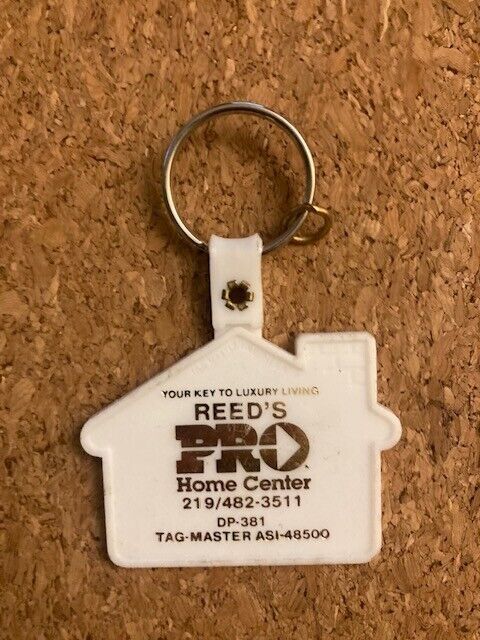 YOUR KEY TO LUXURY LIVING
REED'S
PRO
Home Center
219/482-3511
DP-381
TAG-MASTER ASI-48500